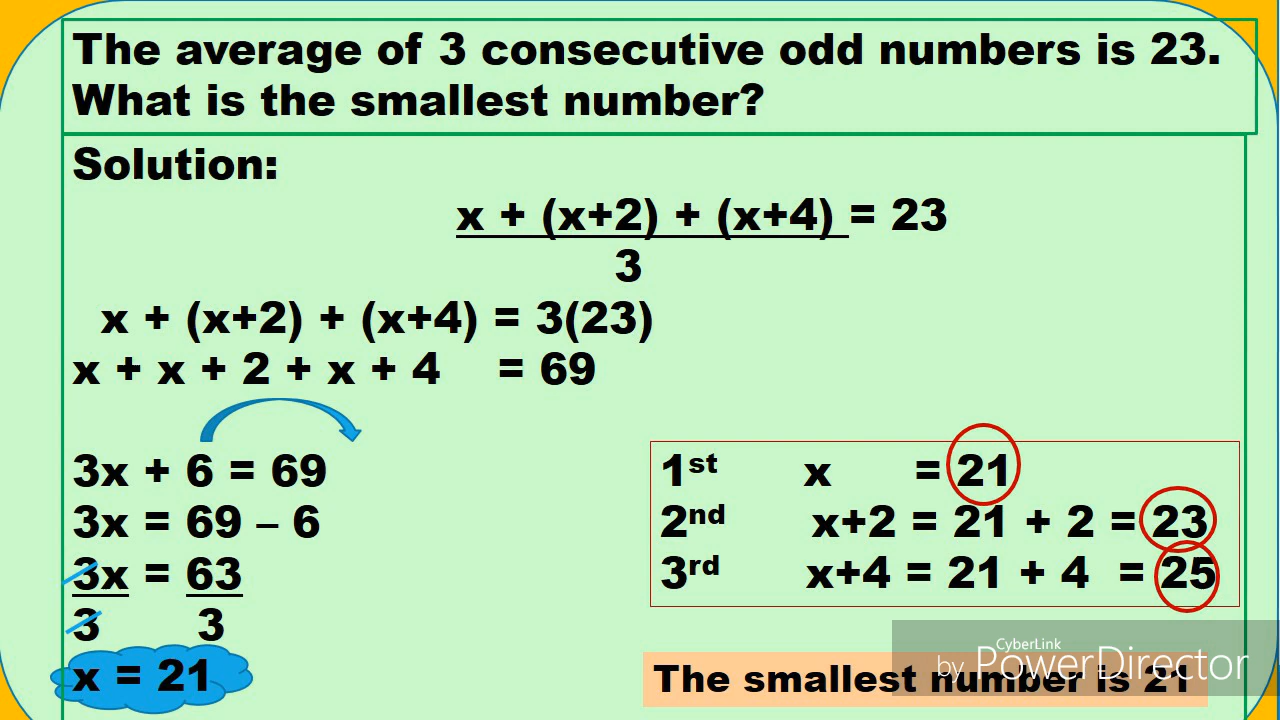 The average of 3 consecutive odd numbers is 23.
What is the smallest number?
Solution:
x + (x+2) + (x+4) = 23
3
x + (x+2) + (x+4) = 3(23)
x + x + 2 + x + 4 = 69
3x + 6 = 69
3x = 69 – 6
3x = 63
3 3
x = 21
1st x = 21
2nd x+2 = 21 + 2 = 23
3rd x+4 = 21 + 4 = 25
The smallest number is 21
CyberLink
by PowerDirector